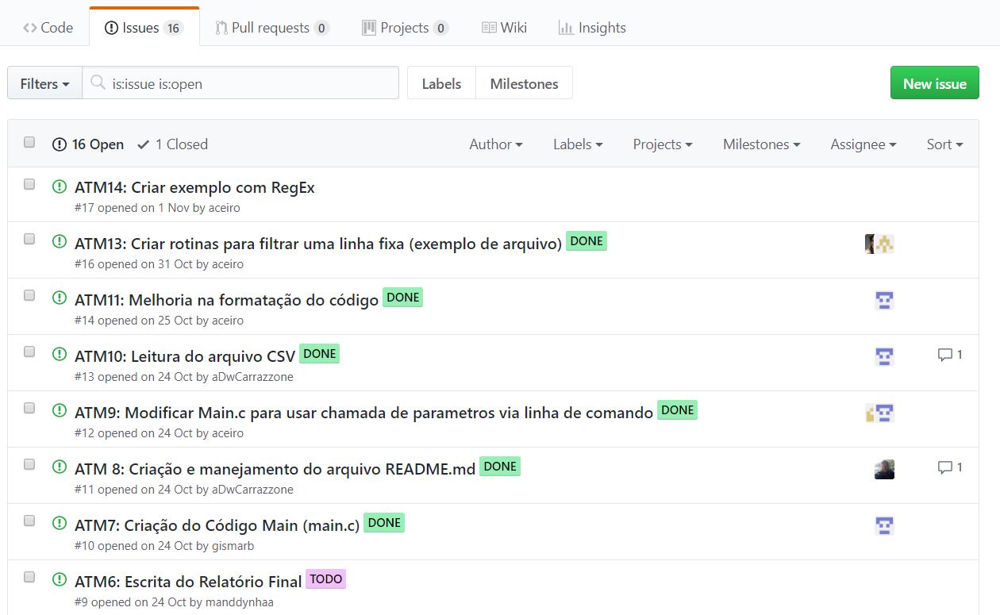 Code Issues 16 Pull requests 0 Projects 0 Wiki Insights
Filters is:issue is:open Labels Milestones New issue
16 Open 1 Closed Author Labels Projects Milestones Assignee Sort
ATM14: Criar exemplo com RegEx
#17 opened on 1 Nov by aceiro
ATM13: Criar rotinas para filtrar uma linha fixa (exemplo de arquivo) DONE
#16 opened on 31 Oct by aceiro
ATM11: Melhoria na formatação do código DONE
#14 opened on 25 Oct by aceiro
ATM10: Leitura do arquivo CSV DONE 1
#13 opened on 24 Oct by aDwCarrazzone
ATM9: Modificar Main.c para usar chamada de parametros via linha de comando DONE
#12 opened on 24 Oct by aceiro
ATM 8: Criação e manejamento do arquivo README.md DONE 1
#11 opened on 24 Oct by aDwCarrazzone
ATM7: Criação do Código Main (main.c) DONE
#10 opened on 24 Oct by gismarb
ATM6: Escrita do Relatório Final TODO
#9 opened on 24 Oct by manddynhaa